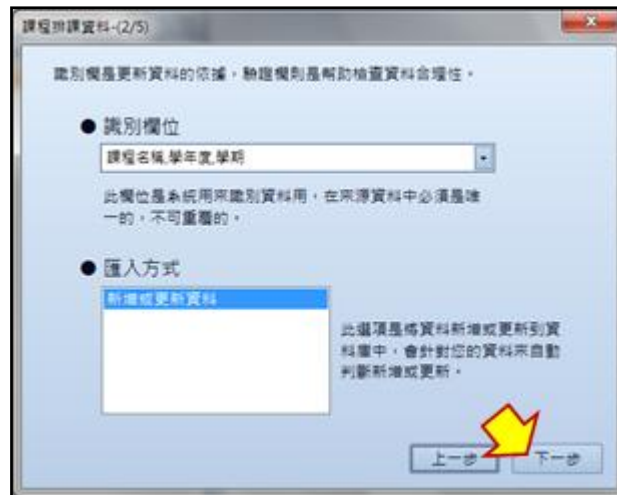 課程排課資料-(2/5)
識別欄是更新資料的依據，驗證欄則是幫助檢查資料合理性。
● 識別欄位
課程名稱,學年度,學期
此欄位是系統用來識別資料用，在來源資料中必須是唯
一的，不可重覆的。
● 匯入方式
新增或更新資料
此選項是將資料新增或更新到資
料庫中，會針對您的資料來自動
判斷新增或更新。
上一步
下一步